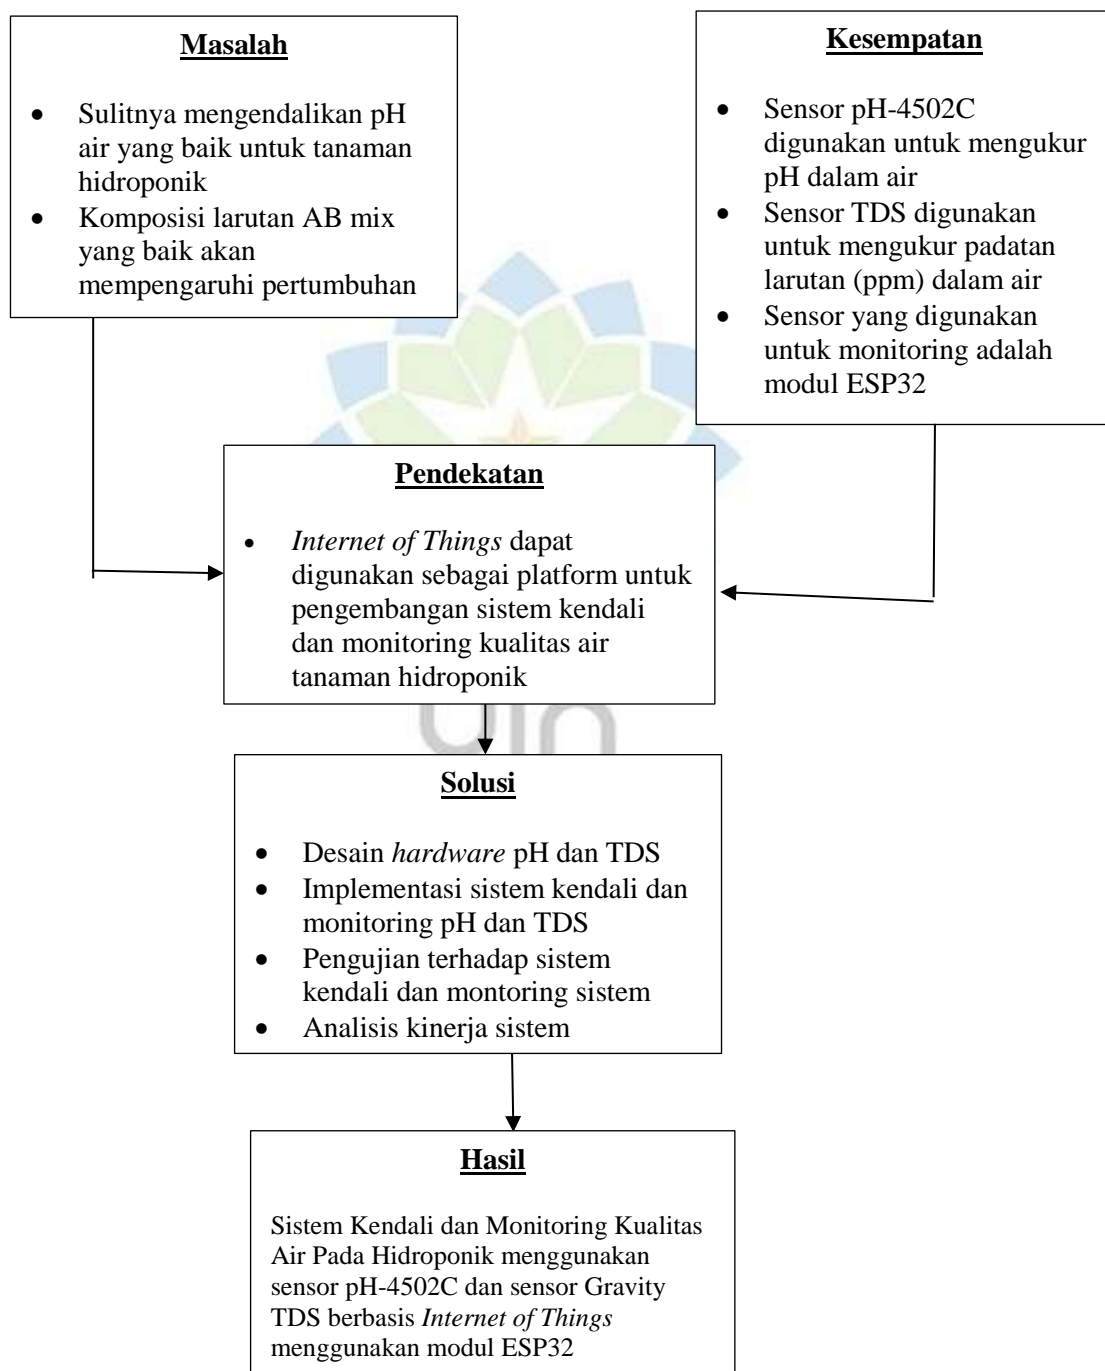 Masalah
• Sulitnya mengendalikan pH
air yang baik untuk tanaman
hidroponik
• Komposisi larutan AB mix
yang baik akan
mempengaruhi pertumbuhan
Kesempatan
• Sensor pH-4502C
digunakan untuk mengukur
pH dalam air
• Sensor TDS digunakan
untuk mengukur padatan
larutan (ppm) dalam air
• Sensor yang digunakan
untuk monitoring adalah
modul ESP32
Pendekatan
• Internet of Things dapat
digunakan sebagai platform untuk
pengembangan sistem kendali
dan monitoring kualitas air
tanaman hidroponik
uin
Solusi
• Desain hardware pH dan TDS
• Implementasi sistem kendali dan
monitoring pH dan TDS
• Pengujian terhadap sistem
kendali dan montoring sistem
• Analisis kinerja sistem
Hasil
Sistem Kendali dan Monitoring Kualitas
Air Pada Hidroponik menggunakan
sensor pH-4502C dan sensor Gravity
TDS berbasis Internet of Things
menggunakan modul ESP32